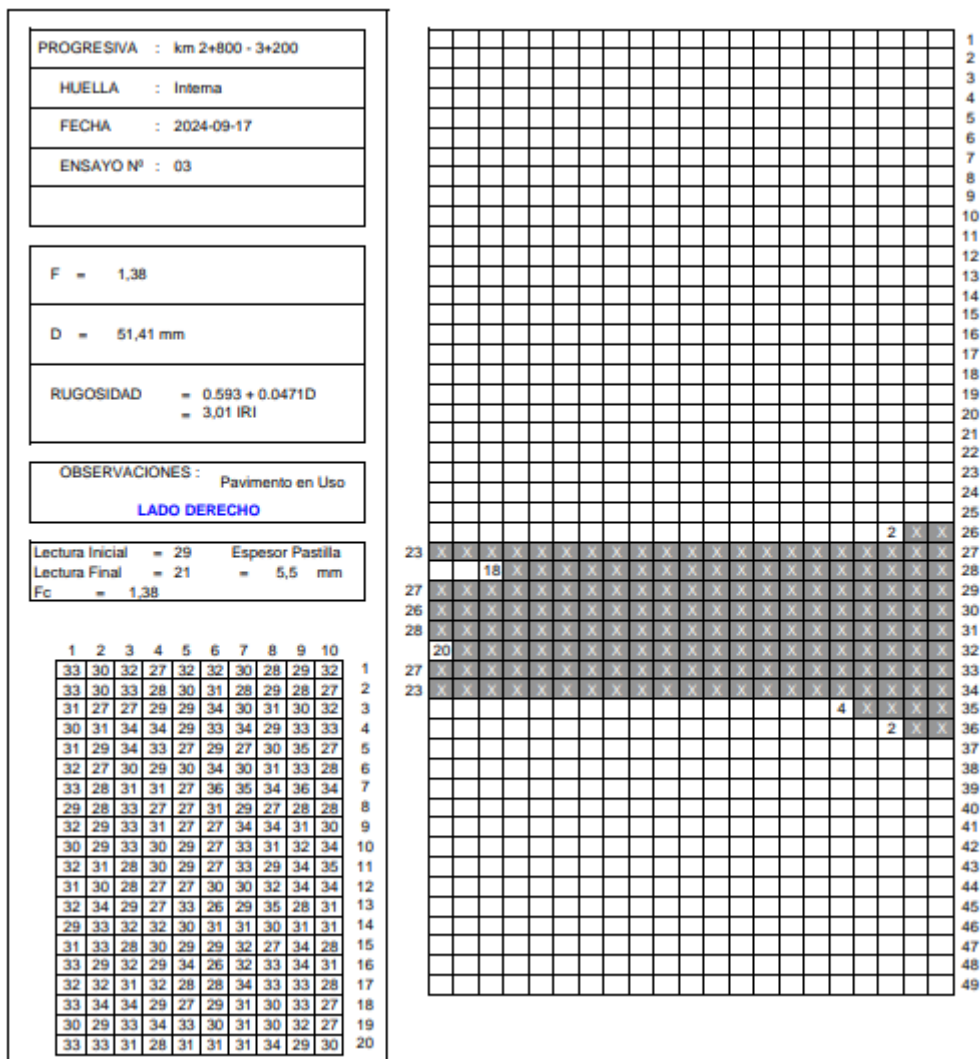 PROGRESIVA : km 2+800 - 3+200
HUELLA : Interna
FECHA : 2024-09-17
ENSAYO Nº : 03
F = 1,38
D = 51,41 mm
RUGOSIDAD = 0.593 + 0.0471D
= 3,01 IRI
OBSERVACIONES : Pavimento en Uso
LADO DERECHO
Lectura Inicial = 29 Espesor Pastilla
Lectura Final = 21 = 5,5 mm
Fc = 1,38
1 2 3 4 5 6 7 8 9 10
33 30 32 27 32 32 30 28 29 32 1
33 30 33 28 30 31 28 29 28 27 2
31 27 27 29 29 34 30 31 30 32 3
30 31 34 34 29 33 34 29 33 33 4
31 29 34 33 27 29 27 30 35 27 5
32 27 30 29 30 34 30 31 33 28 6
33 28 31 31 27 36 35 34 36 34 7
29 28 33 27 27 31 29 27 28 28 8
32 29 33 31 27 27 34 34 31 30 9
30 29 33 30 29 27 33 31 32 34 10
32 31 28 30 29 27 33 29 34 35 11
31 30 28 27 27 30 30 32 34 34 12
32 34 29 27 33 26 29 35 28 31 13
29 33 32 32 30 31 31 30 31 31 14
31 33 28 30 29 29 32 27 34 28 15
33 29 32 29 34 26 32 33 34 31 16
32 32 31 32 28 28 34 33 33 28 17
33 34 34 29 27 29 31 30 33 27 18
30 29 33 34 33 30 31 30 32 27 19
33 33 31 28 31 31 31 34 29 30 20
1
2
3
4
5
6
7
8
9
10
11
12
13
14
15
16
17
18
19
20
21
22
23
24
25
2 X X 26
23 X X X X X X X X X X X X X X X X X X X X X 27
18 X X X X X X X X X X X X X X X X X X 28
27 X X X X X X X X X X X X X X X X X X X X X 29
26 X X X X X X X X X X X X X X X X X X X X X 30
28 X X X X X X X X X X X X X X X X X X X X X 31
20 X X X X X X X X X X X X X X X X X X X X 32
27 X X X X X X X X X X X X X X X X X X X X X 33
23 X X X X X X X X X X X X X X X X X X X X X 34
4 X X X X 35
2 X X 36
37
38
39
40
41
42
43
44
45
46
47
48
49